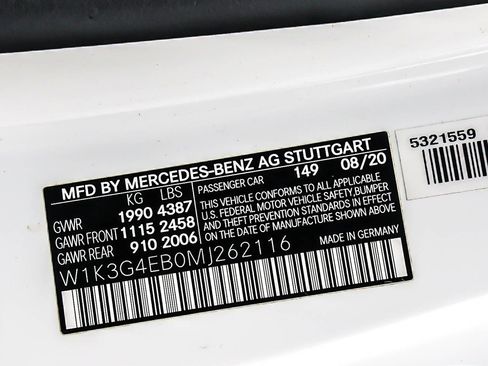 MFD BY MERCEDES-BENZ AG STUTTGART
KG LBS
GVWR 1990 4387
GAWR FRONT 1115 2458
GAWR REAR 910 2006
PASSENGER CAR 149 08/20
THIS VEHICLE CONFORMS TO ALL APPLICABLE
U.S. FEDERAL MOTOR VEHICLE SAFETY, BUMPER
AND THEFT PREVENTION STANDARDS IN EFFECT
ON THE DATE OF MANUFACTURE SHOWN ABOVE.
W1K3G4EB0MJ262116
MADE IN GERMANY
5321559